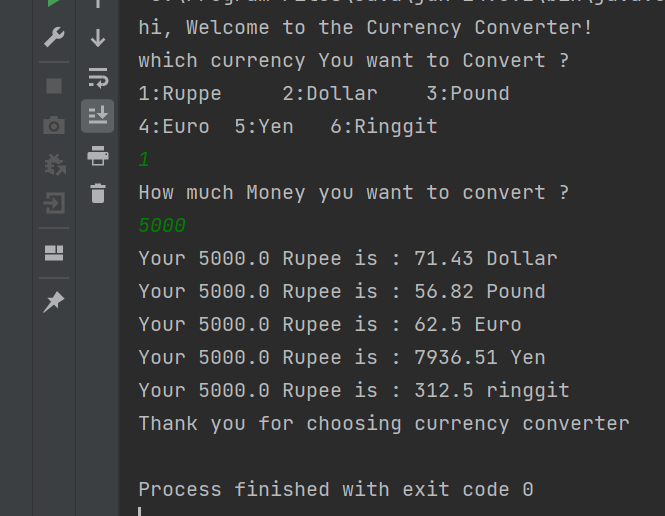 hi, Welcome to the Currency Converter!
which currency You want to Convert ?
1:Ruppe     2:Dollar    3:Pound
4:Euro  5:Yen   6:Ringgit
1
How much Money you want to convert ?
5000
Your 5000.0 Rupee is : 71.43 Dollar
Your 5000.0 Rupee is : 56.82 Pound
Your 5000.0 Rupee is : 62.5 Euro
Your 5000.0 Rupee is : 7936.51 Yen
Your 5000.0 Rupee is : 312.5 ringgit
Thank you for choosing currency converter
Process finished with exit code 0